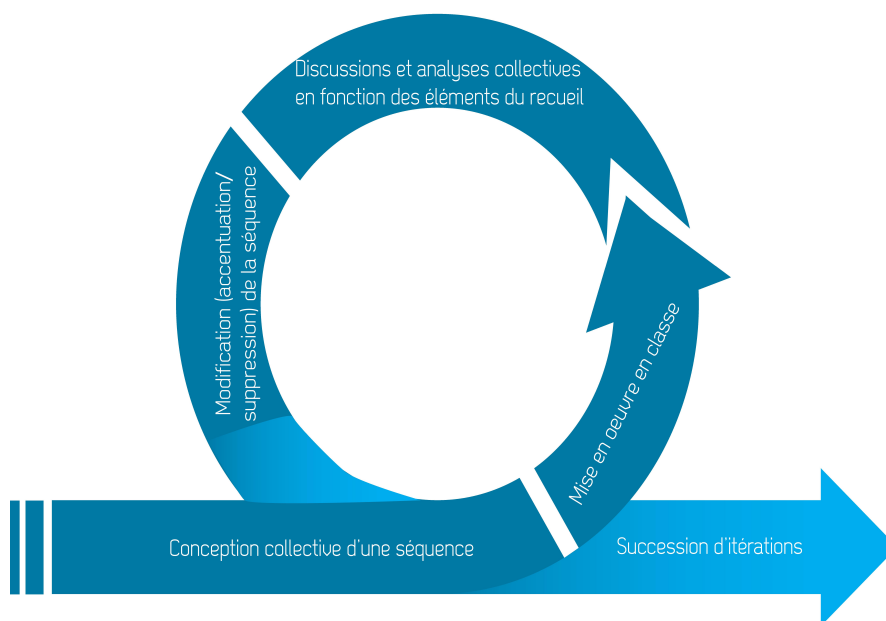 Discussions et analyses collectives
en fonction des éléments du recueil
Modification (accentuation/
suppression) de la séquence
Mise en oeuvre en classe
Conception collective d'une séquence
Succession d'itérations